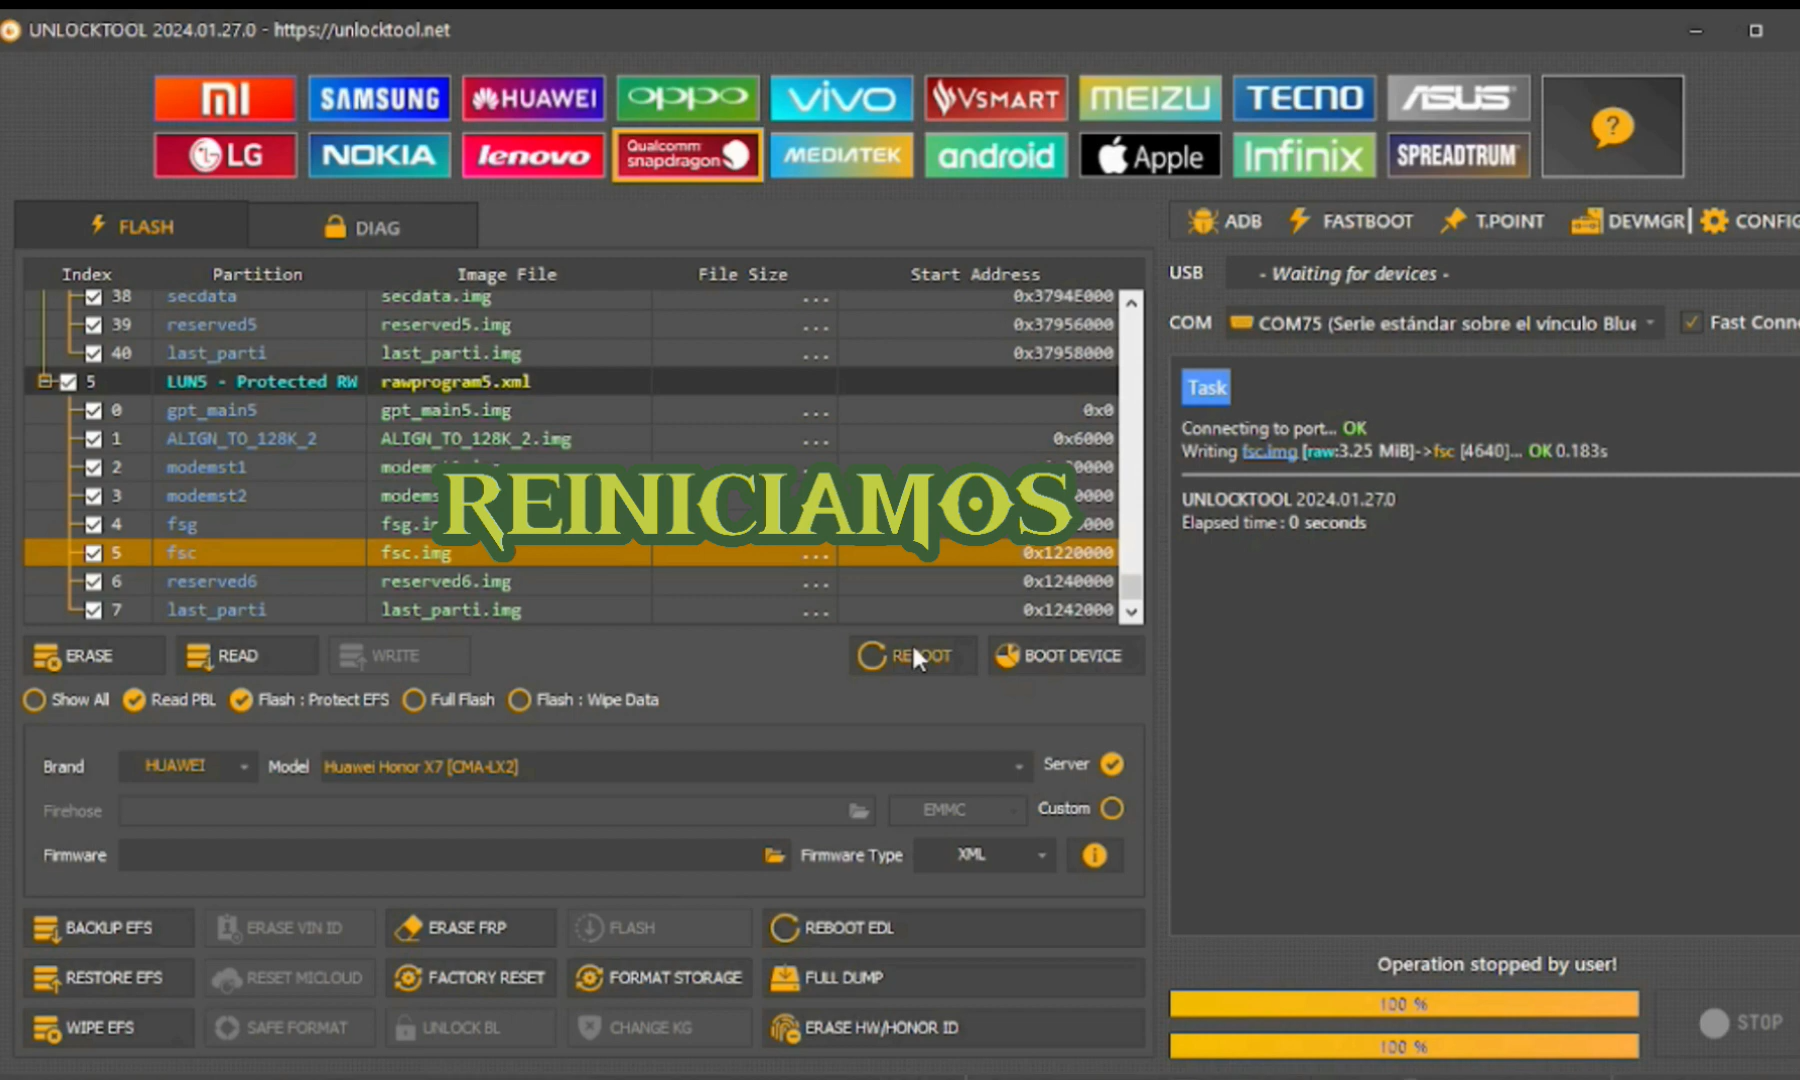 UNLOCKTOOL 2024.01.27.0 - https://unlocktool.net
mi SAMSUNG HUAWEI oppo vivo VSMART MEIZU TECNO ASUS ?
LG NOKIA lenovo Qualcomm snapdragon MEDIATEK android Apple Infinix SPREADTRUM
FLASH DIAG
ADB FASTBOOT T.POINT DEVMGR CONFIG
USB - Waiting for devices -
COM COM75 (Serie estándar sobre el vínculo Blue Fast Conne
Index Partition Image File File Size Start Address
38 secdata secdata.img ... 0x3794E000
39 reserved5 reserved5.img ... 0x37956000
40 last_parti last_parti.img ... 0x37958000
5 LUN5 - Protected RW rawprogram5.xml
0 gpt_main5 gpt_main5.img ... 0x0
1 ALIGN_TO_128K_2 ALIGN_TO_128K_2.img ... 0x6000
2 modemst1
3 modemst2
4 fsg
5 fsc fsc.img ... 0x1220000
6 reserved6 reserved6.img ... 0x1240000
7 last_parti last_parti.img ... 0x1242000
REINICIAMOS
ERASE READ WRITE REBOOT BOOT DEVICE
Show All Read PBL Flash : Protect EFS Full Flash Flash : Wipe Data
Brand HUAWEI Model Huawei Honor X7 [CMA-LX2] Server
Firehose EMMC Custom
Firmware Firmware Type XML
BACKUP EFS ERASE VIN ID ERASE FRP FLASH REBOOT EDL
RESTORE EFS RESET MICLOUD FACTORY RESET FORMAT STORAGE FULL DUMP
WIPE EFS SAFE FORMAT UNLOCK BL CHANGE KG ERASE HW/HONOR ID
Task
Connecting to port... OK
Writing fsc.img [raw:3.25 MiB]->fsc [4640]... OK 0.183s
UNLOCKTOOL 2024.01.27.0
Elapsed time : 0 seconds
Operation stopped by user!
100 %
100 %
STOP